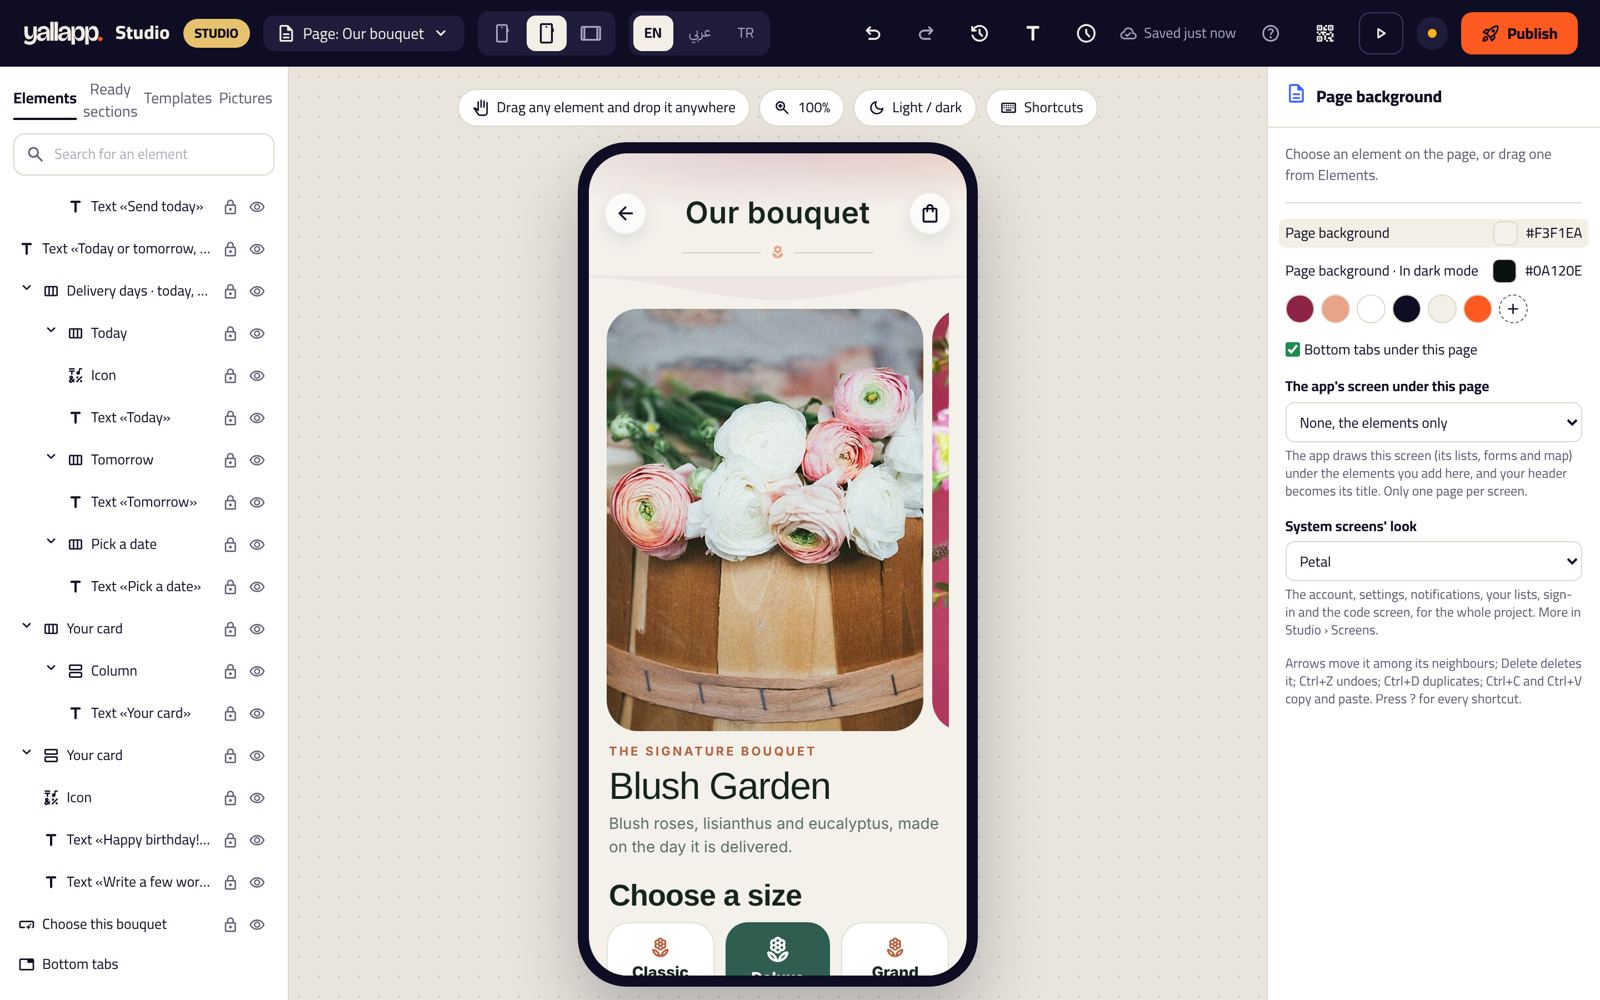 yallapp. Studio STUDIO Page: Our bouquet EN عربي TR Saved just now Publish
Elements Ready sections Templates Pictures
Search for an element
Text «Send today»
Text «Today or tomorrow, ...
Delivery days · today, ...
Today
Icon
Text «Today»
Tomorrow
Text «Tomorrow»
Pick a date
Text «Pick a date»
Your card
Column
Text «Your card»
Your card
Icon
Text «Happy birthday!...
Text «Write a few wor...
Choose this bouquet
Bottom tabs
Drag any element and drop it anywhere 100% Light / dark Shortcuts
Our bouquet
THE SIGNATURE BOUQUET
Blush Garden
Blush roses, lisianthus and eucalyptus, made
on the day it is delivered.
Choose a size
Classic Deluxe Grand
Page background
Choose an element on the page, or drag one
from Elements.
Page background #F3F1EA
Page background · In dark mode #0A120E
Bottom tabs under this page
The app's screen under this page
None, the elements only
The app draws this screen (its lists, forms and map)
under the elements you add here, and your header
becomes its title. Only one page per screen.
System screens' look
Petal
The account, settings, notifications, your lists, sign-
in and the code screen, for the whole project. More in
Studio › Screens.
Arrows move it among its neighbours; Delete deletes
it; Ctrl+Z undoes; Ctrl+D duplicates; Ctrl+C and Ctrl+V
copy and paste. Press ? for every shortcut.